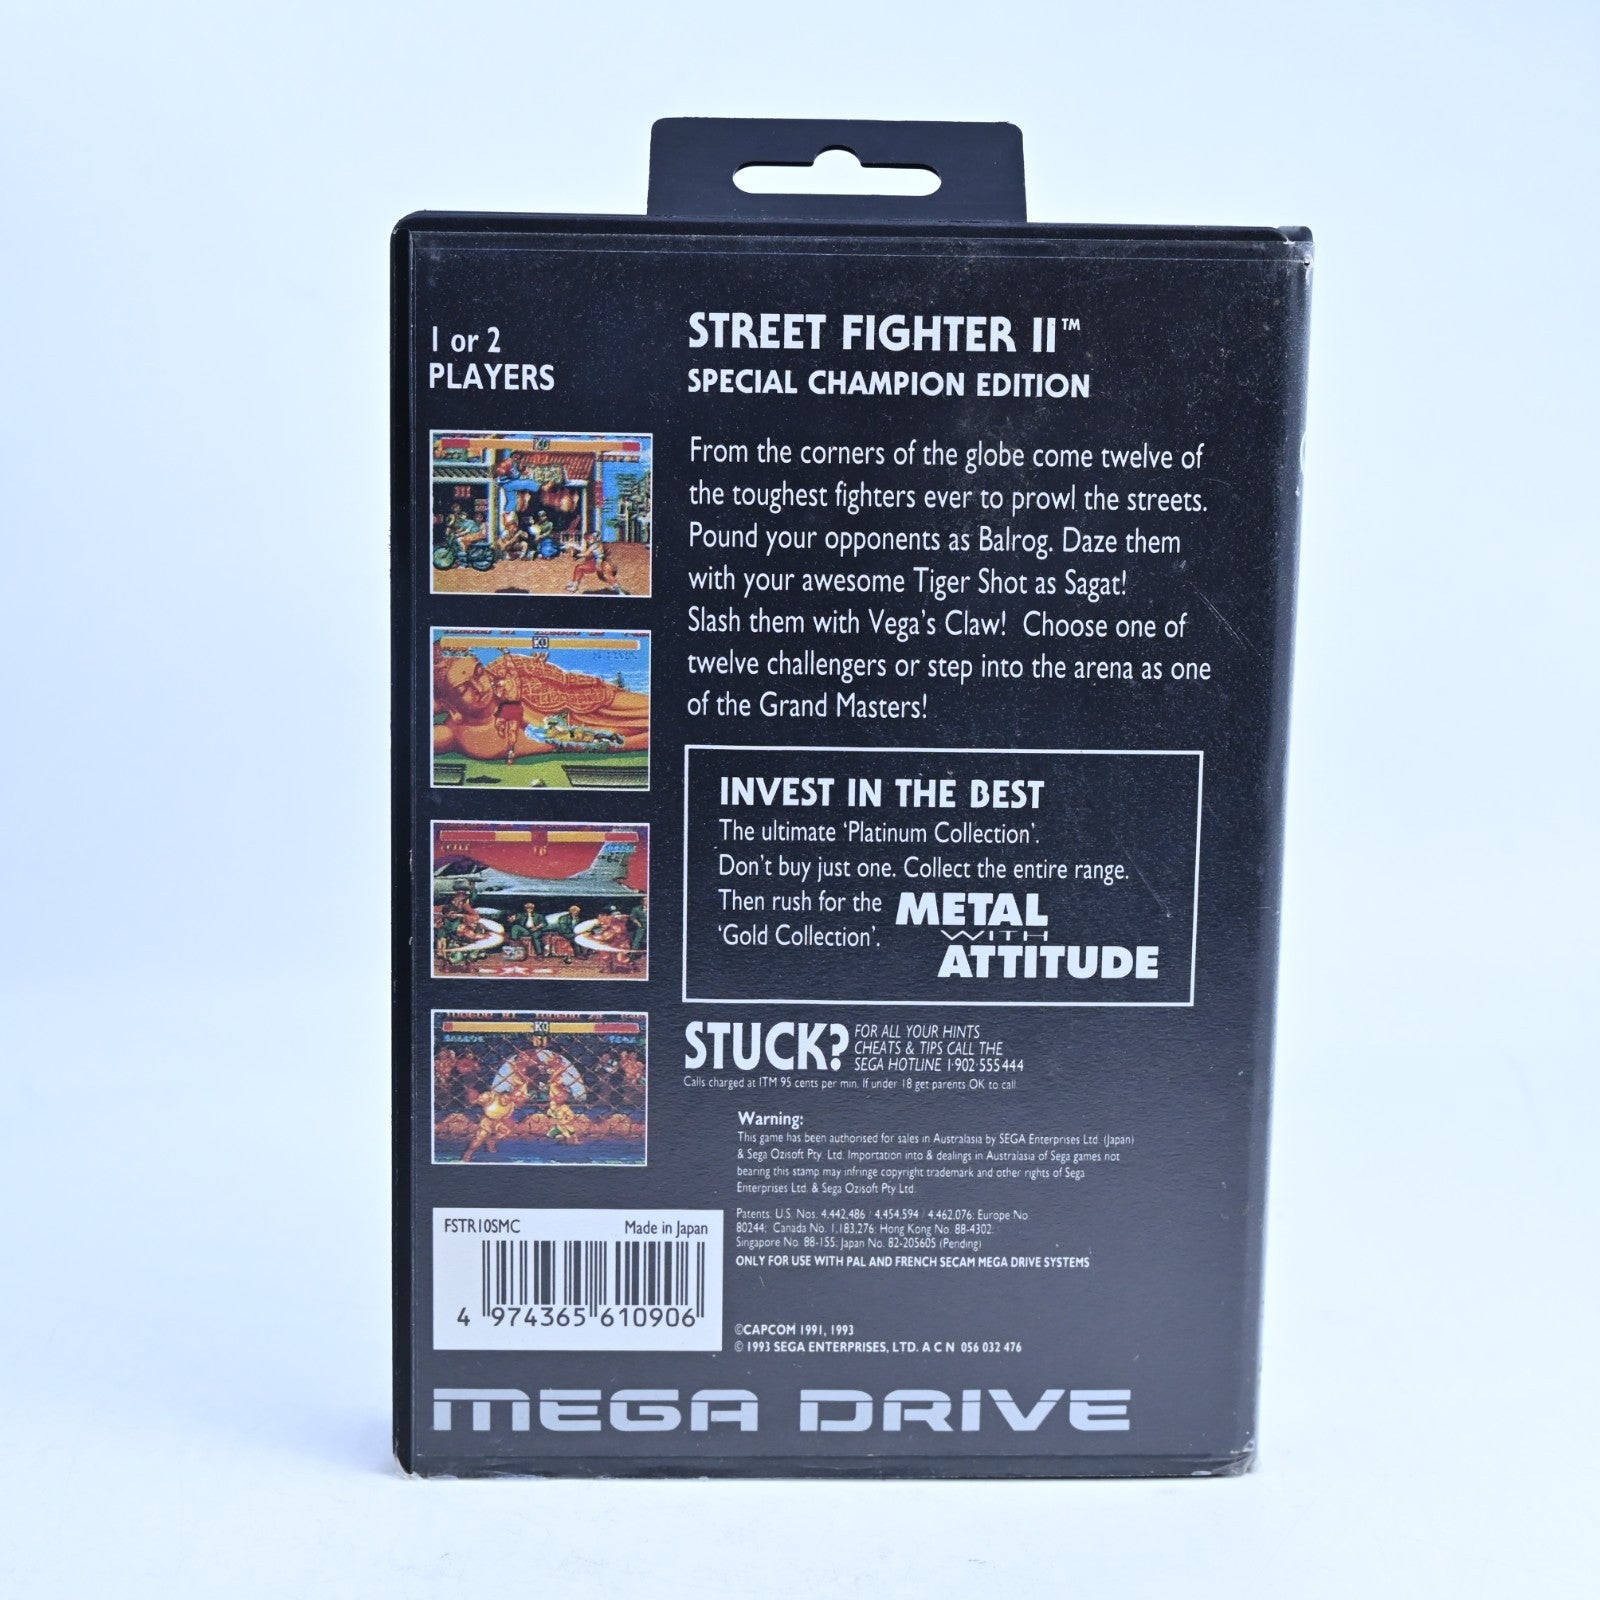 1 or 2
PLAYERS
STREET FIGHTER II™
SPECIAL CHAMPION EDITION
From the corners of the globe come twelve of
the toughest fighters ever to prowl the streets.
Pound your opponents as Balrog. Daze them
with your awesome Tiger Shot as Sagat!
Slash them with Vega's Claw! Choose one of
twelve challengers or step into the arena as one
of the Grand Masters!
INVEST IN THE BEST
The ultimate 'Platinum Collection'.
Don't buy just one. Collect the entire range.
Then rush for the
'Gold Collection'.
METAL
WITH
ATTITUDE
STUCK?
FOR ALL YOUR HINTS
CHEATS & TIPS CALL THE
SEGA HOTLINE 1·902·555444
Calls charged at ITM 95 cents per min. If under 18 get parents OK to call.
Warning:
This game has been authorised for sales in Australasia by SEGA Enterprises Ltd. (Japan)
& Sega Ozisoft Pty. Ltd. Importation into & dealings in Australasia of Sega games not
bearing this stamp may infringe copyright trademark and other rights of Sega
Enterprises Ltd. & Sega Ozisoft Pty Ltd.
Patents: U.S. Nos. 4,442,486 / 4,454,594 / 4,462,076; Europe No.
80244; Canada No. 1,183,276; Hong Kong No. 88-4302;
Singapore No. 88-155; Japan No. 82-205605 (Pending)
ONLY FOR USE WITH PAL AND FRENCH SECAM MEGA DRIVE SYSTEMS
FSTR10SMC Made in Japan
4 974365 610906
©CAPCOM 1991, 1993
© 1993 SEGA ENTERPRISES, LTD. A C N 056 032 476
MEGA DRIVE